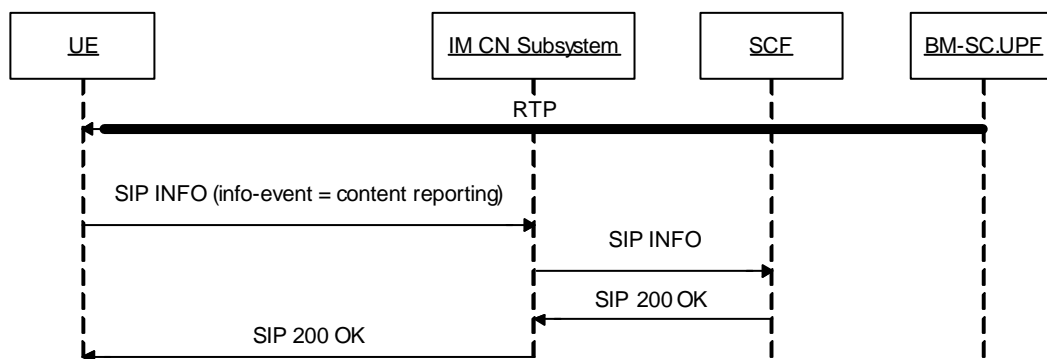 UE
IM CN Subsystem
SCF
BM-SC.UPF
RTP
SIP INFO (info-event = content reporting)
SIP INFO
SIP 200 OK
SIP 200 OK